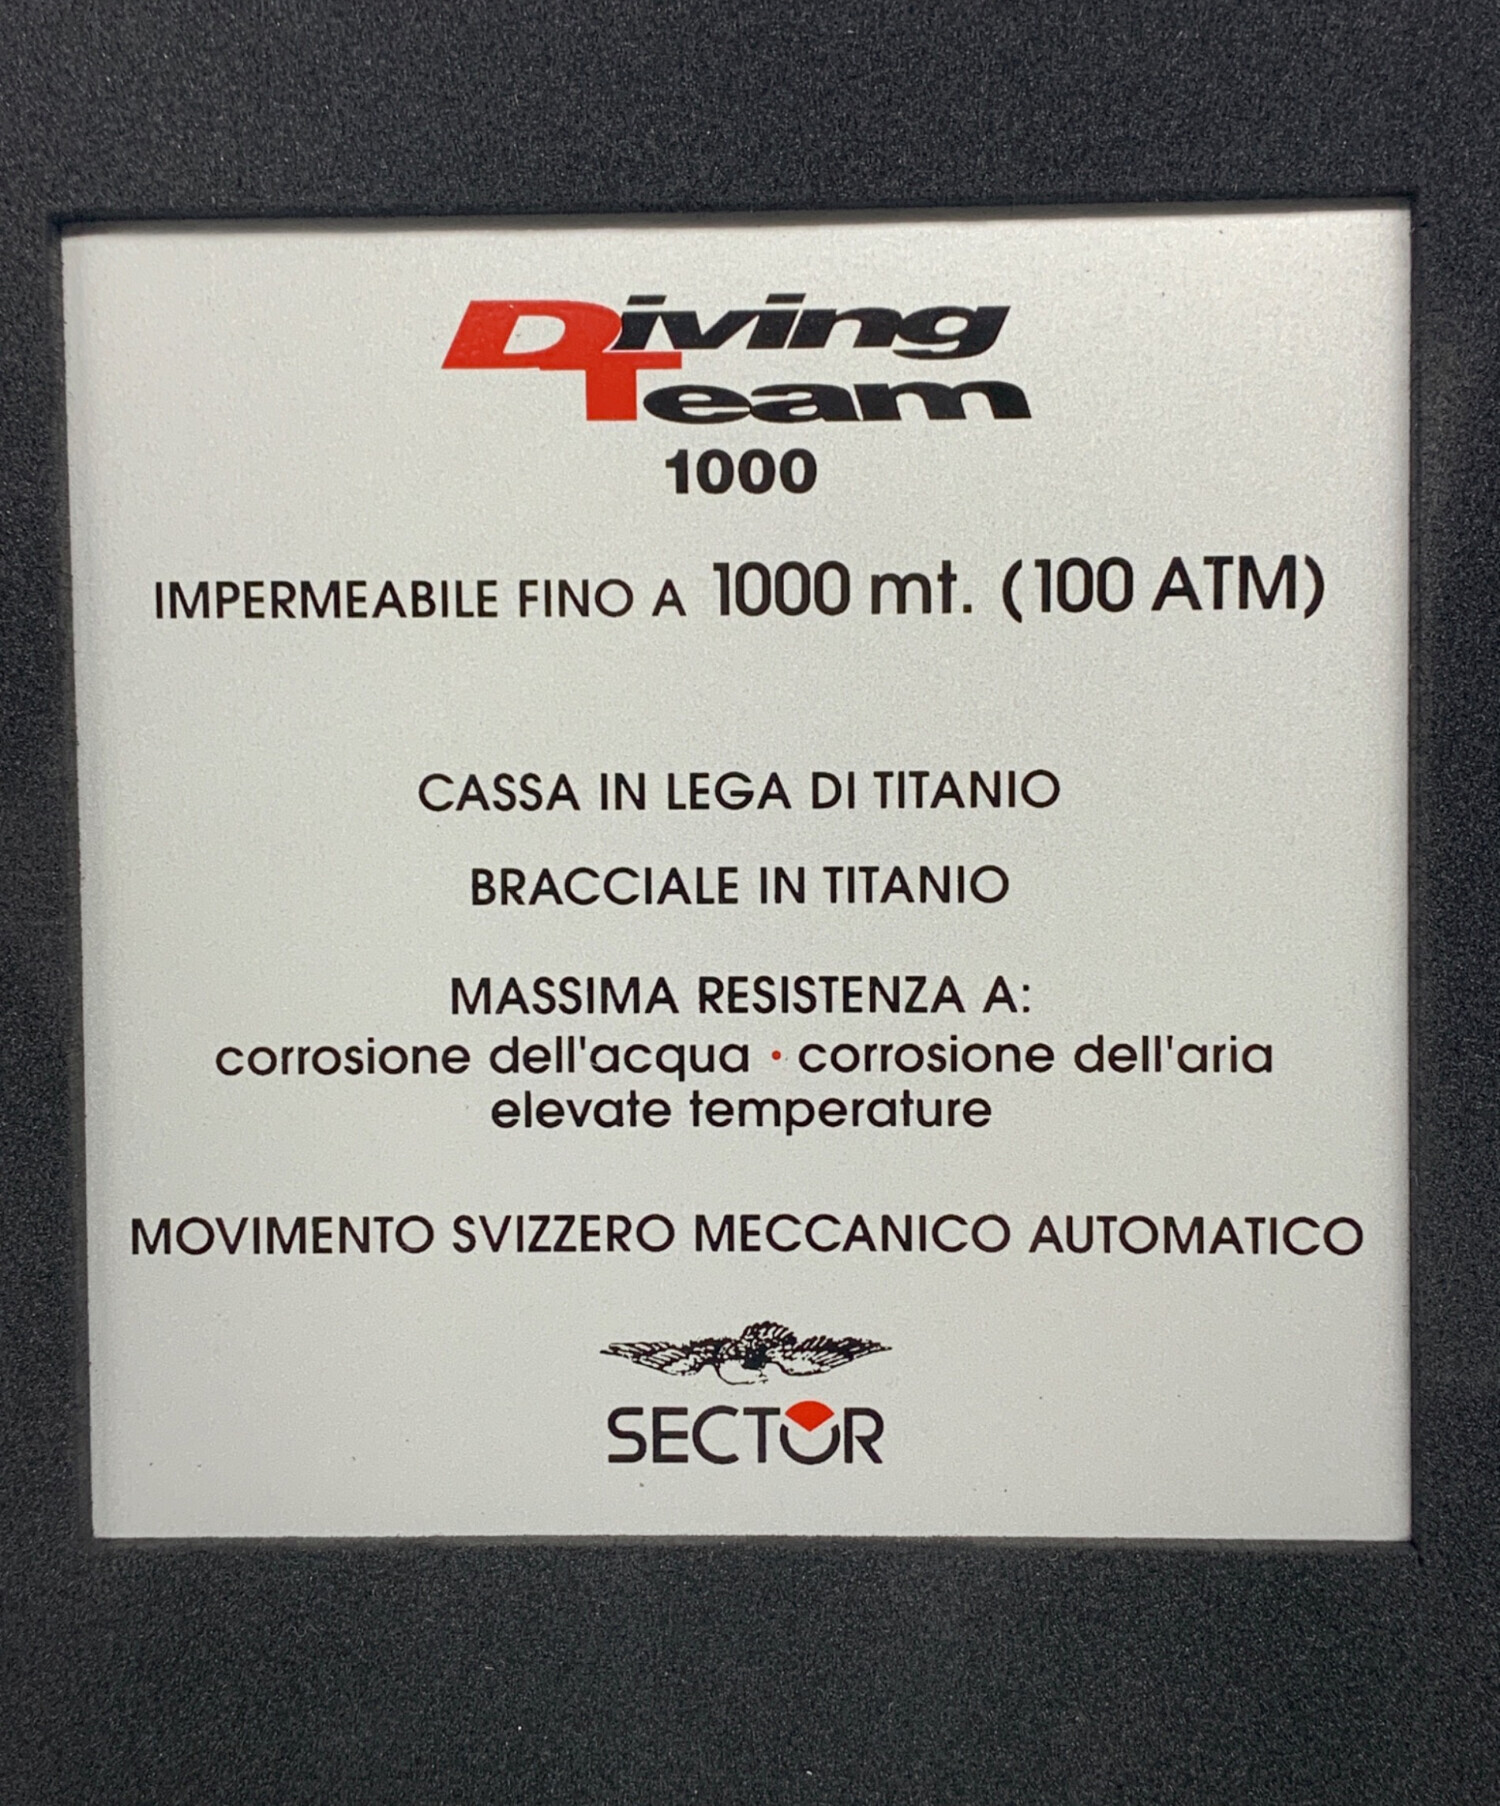 Diving
Team
1000
IMPERMEABILE FINO A 1000 mt. (100 ATM)
CASSA IN LEGA DI TITANIO
BRACCIALE IN TITANIO
MASSIMA RESISTENZA A:
corrosione dell'acqua • corrosione dell'aria
elevate temperature
MOVIMENTO SVIZZERO MECCANICO AUTOMATICO
SECTOR